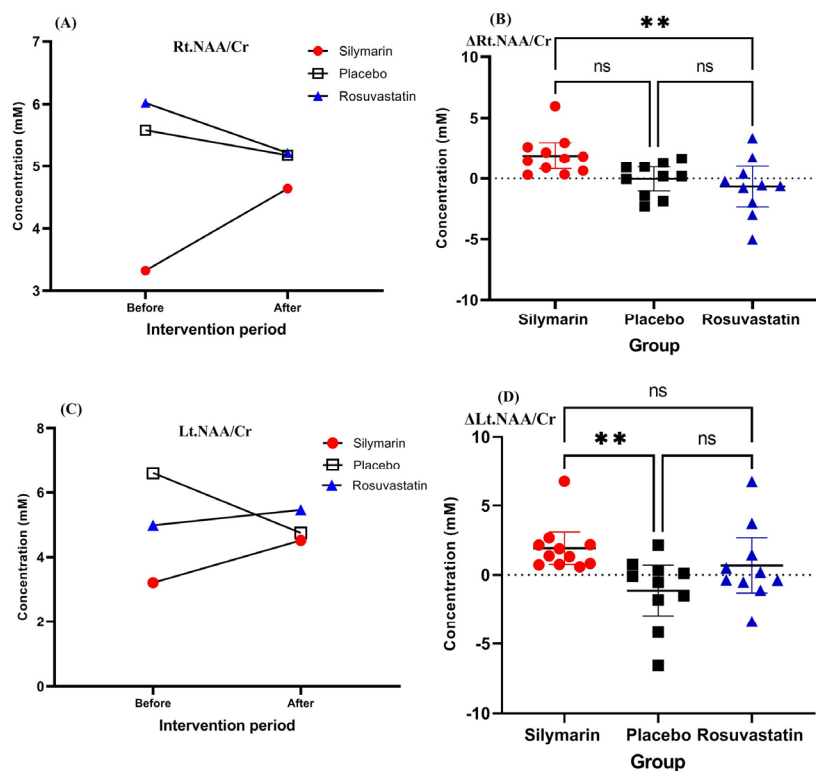 (A)
Rt.NAA/Cr
Silymarin
Placebo
Rosuvastatin
Concentration (mM)
7
6
5
4
3
Before
After
Intervention period
(B)
ΔRt.NAA/Cr
**
ns
ns
Concentration (mM)
10
5
0
-5
-10
Silymarin
Placebo
Rosuvastatin
Group
(C)
Lt.NAA/Cr
Silymarin
Placebo
Rosuvastatin
Concentration (mM)
8
6
4
2
0
Before
After
Intervention period
(D)
ΔLt.NAA/Cr
ns
**
ns
Concentration (mM)
10
5
0
-5
-10
Silymarin
Placebo
Rosuvastatin
Group